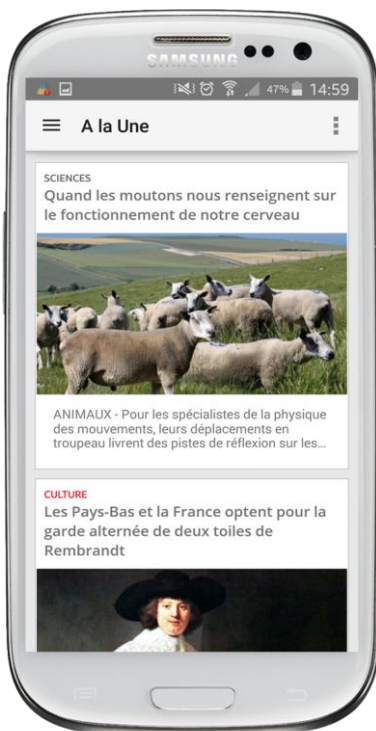 SAMSUNG
47% 14:59
A la Une
SCIENCES
Quand les moutons nous renseignent sur
le fonctionnement de notre cerveau
ANIMAUX - Pour les spécialistes de la physique
des mouvements, leurs déplacements en
troupeau livrent des pistes de réflexion sur les...
CULTURE
Les Pays-Bas et la France optent pour la
garde alternée de deux toiles de
Rembrandt